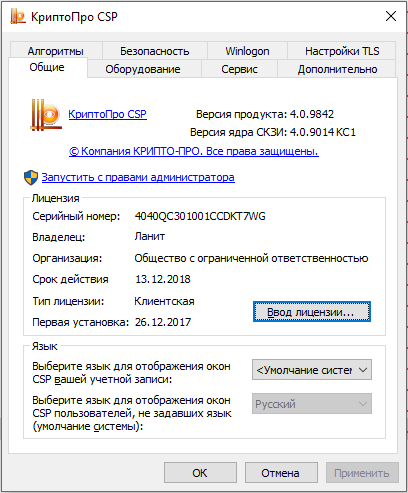 КриптоПро CSP
Алгоритмы Безопасность Winlogon Настройки TLS
Общие Оборудование Сервис Дополнительно
КриптоПро CSP Версия продукта: 4.0.9842
Версия ядра СКЗИ: 4.0.9014 КС1
© Компания КРИПТО-ПРО. Все права защищены.
Запустить с правами администратора
Лицензия
Серийный номер: 4040QC301001CCDKT7WG
Владелец: Ланит
Организация: Общество с ограниченной ответственностью
Срок действия 13.12.2018
Тип лицензии: Клиентская
Ввод лицензии...
Первая установка: 26.12.2017
Язык
Выберите язык для отображения окон
CSP вашей учетной записи:
<Умолчание систем
Выберите язык для отображения окон
CSP пользователей, не задавших язык
(умолчание системы):
Русский
ОК Отмена Применить